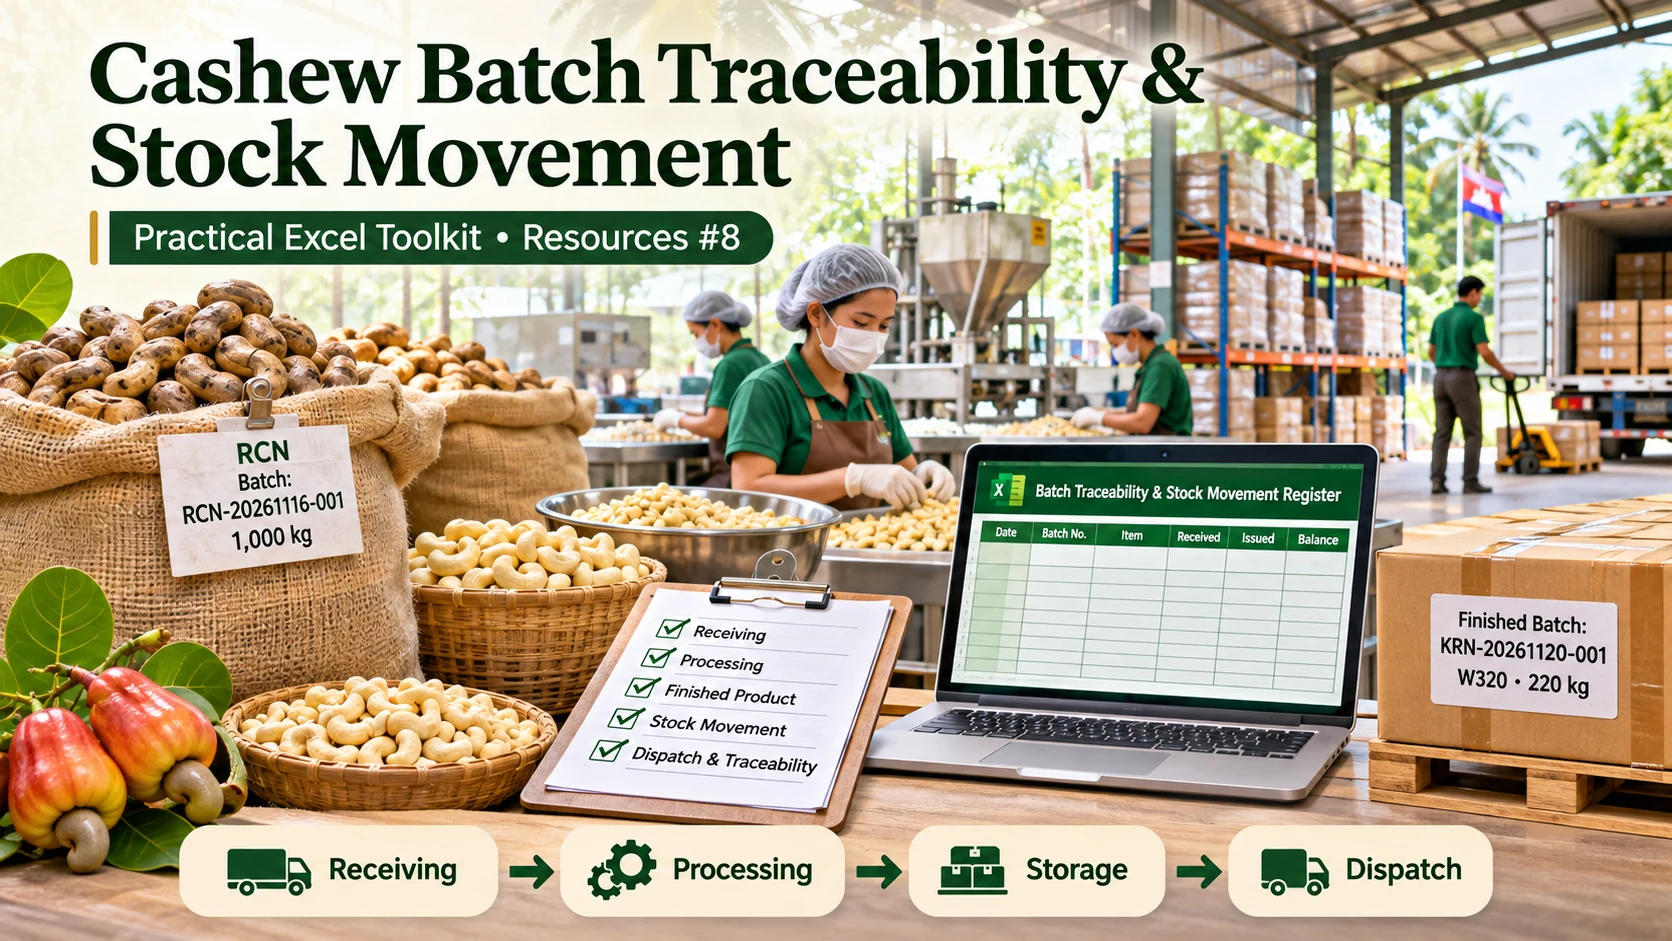 Cashew Batch Traceability &
Stock Movement
Practical Excel Toolkit • Resources #8
RCN
Batch:
RCN-20261116-001
1,000 kg
Receiving
Processing
Finished Product
Stock Movement
Dispatch & Traceability
X
Batch Traceability & Stock Movement Register
Date Batch No. Item Received Issued Balance
Finished Batch:
KRN-20261120-001
W320 • 220 kg
Receiving
Processing
Storage
Dispatch